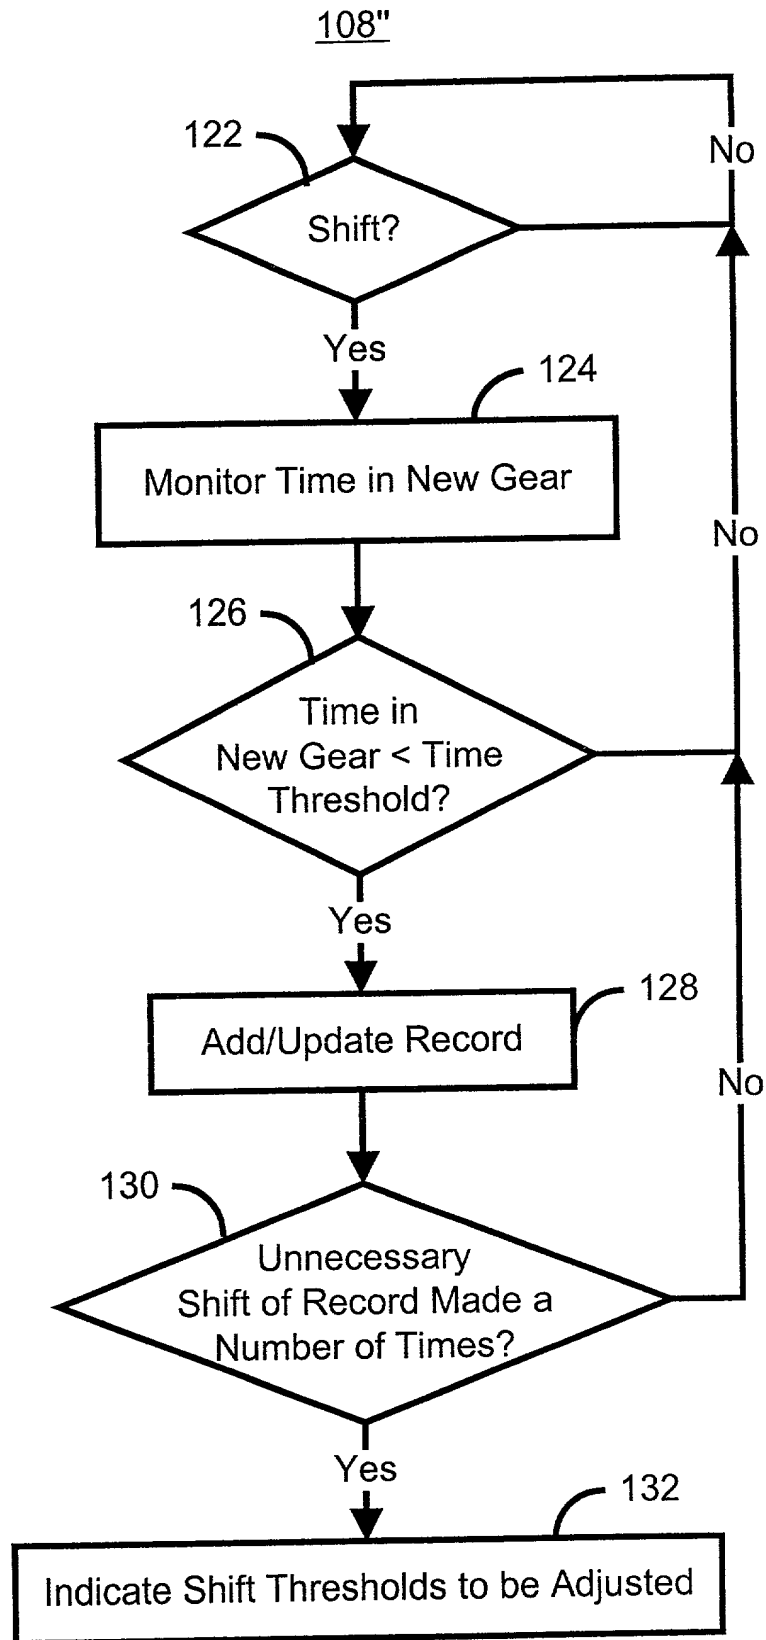 108"
122
No
Shift?
Yes
124
Monitor Time in New Gear
No
126
Time in
New Gear < Time
Threshold?
Yes
128
Add/Update Record
No
130
Unnecessary
Shift of Record Made a
Number of Times?
Yes
132
Indicate Shift Thresholds to be Adjusted